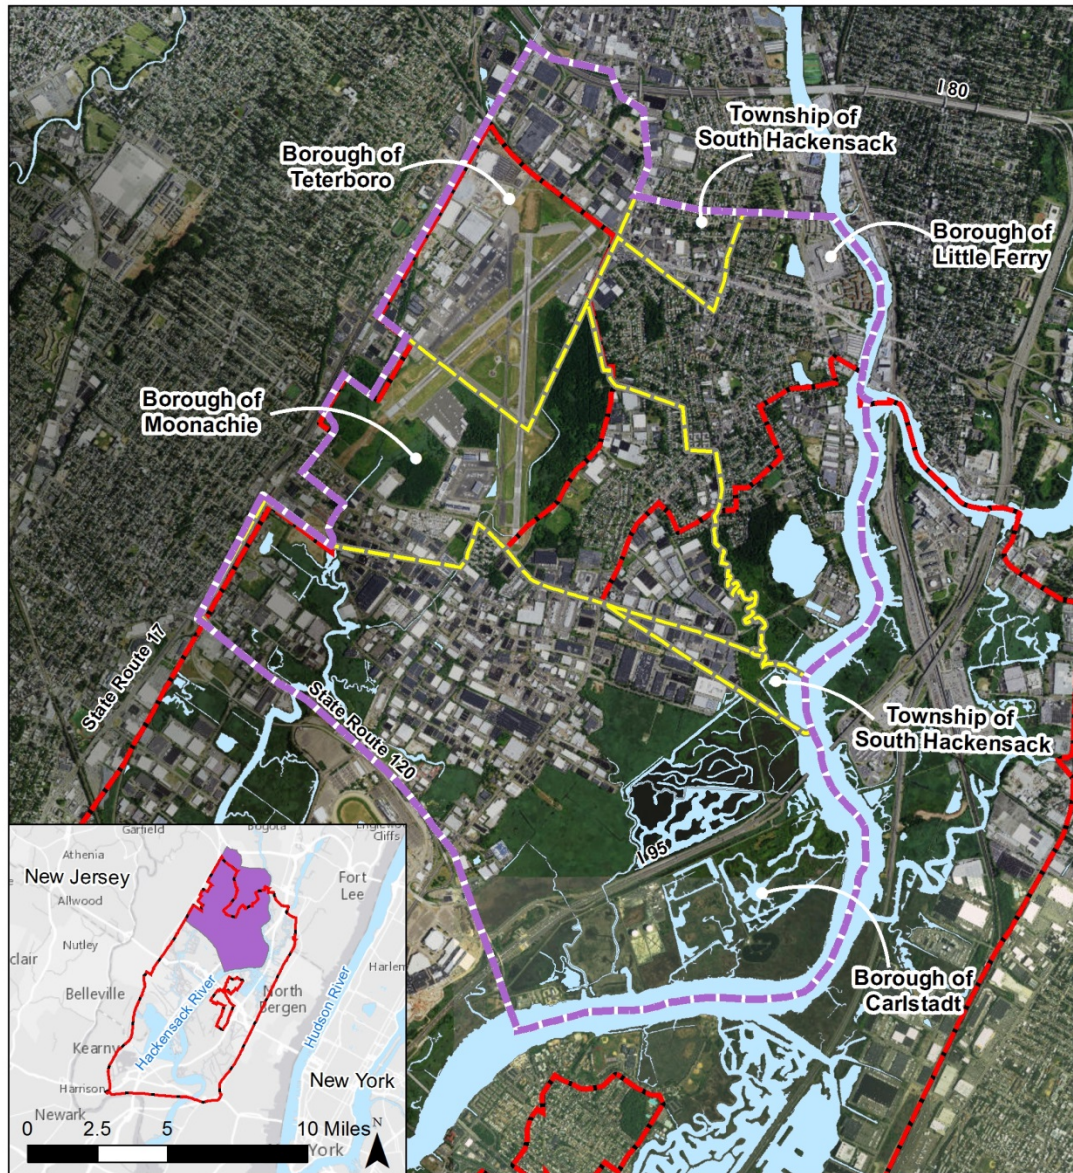 I 80
Township of
South Hackensack
Borough of
Teterboro
Borough of
Little Ferry
Borough of
Moonachie
State Route 17
State Route 120
Township of
South Hackensack
I 95
Borough of
Carlstadt
Garfield
Bogota
Cliffs
Athenia
New Jersey
Fort
Lee
Allwood
Nutley
clair
Harlem
Belleville
North
Bergen
Hackensack River
Hudson River
Kearny
New York
Harrison
Newark
N
0 2.5 5 10 Miles
York